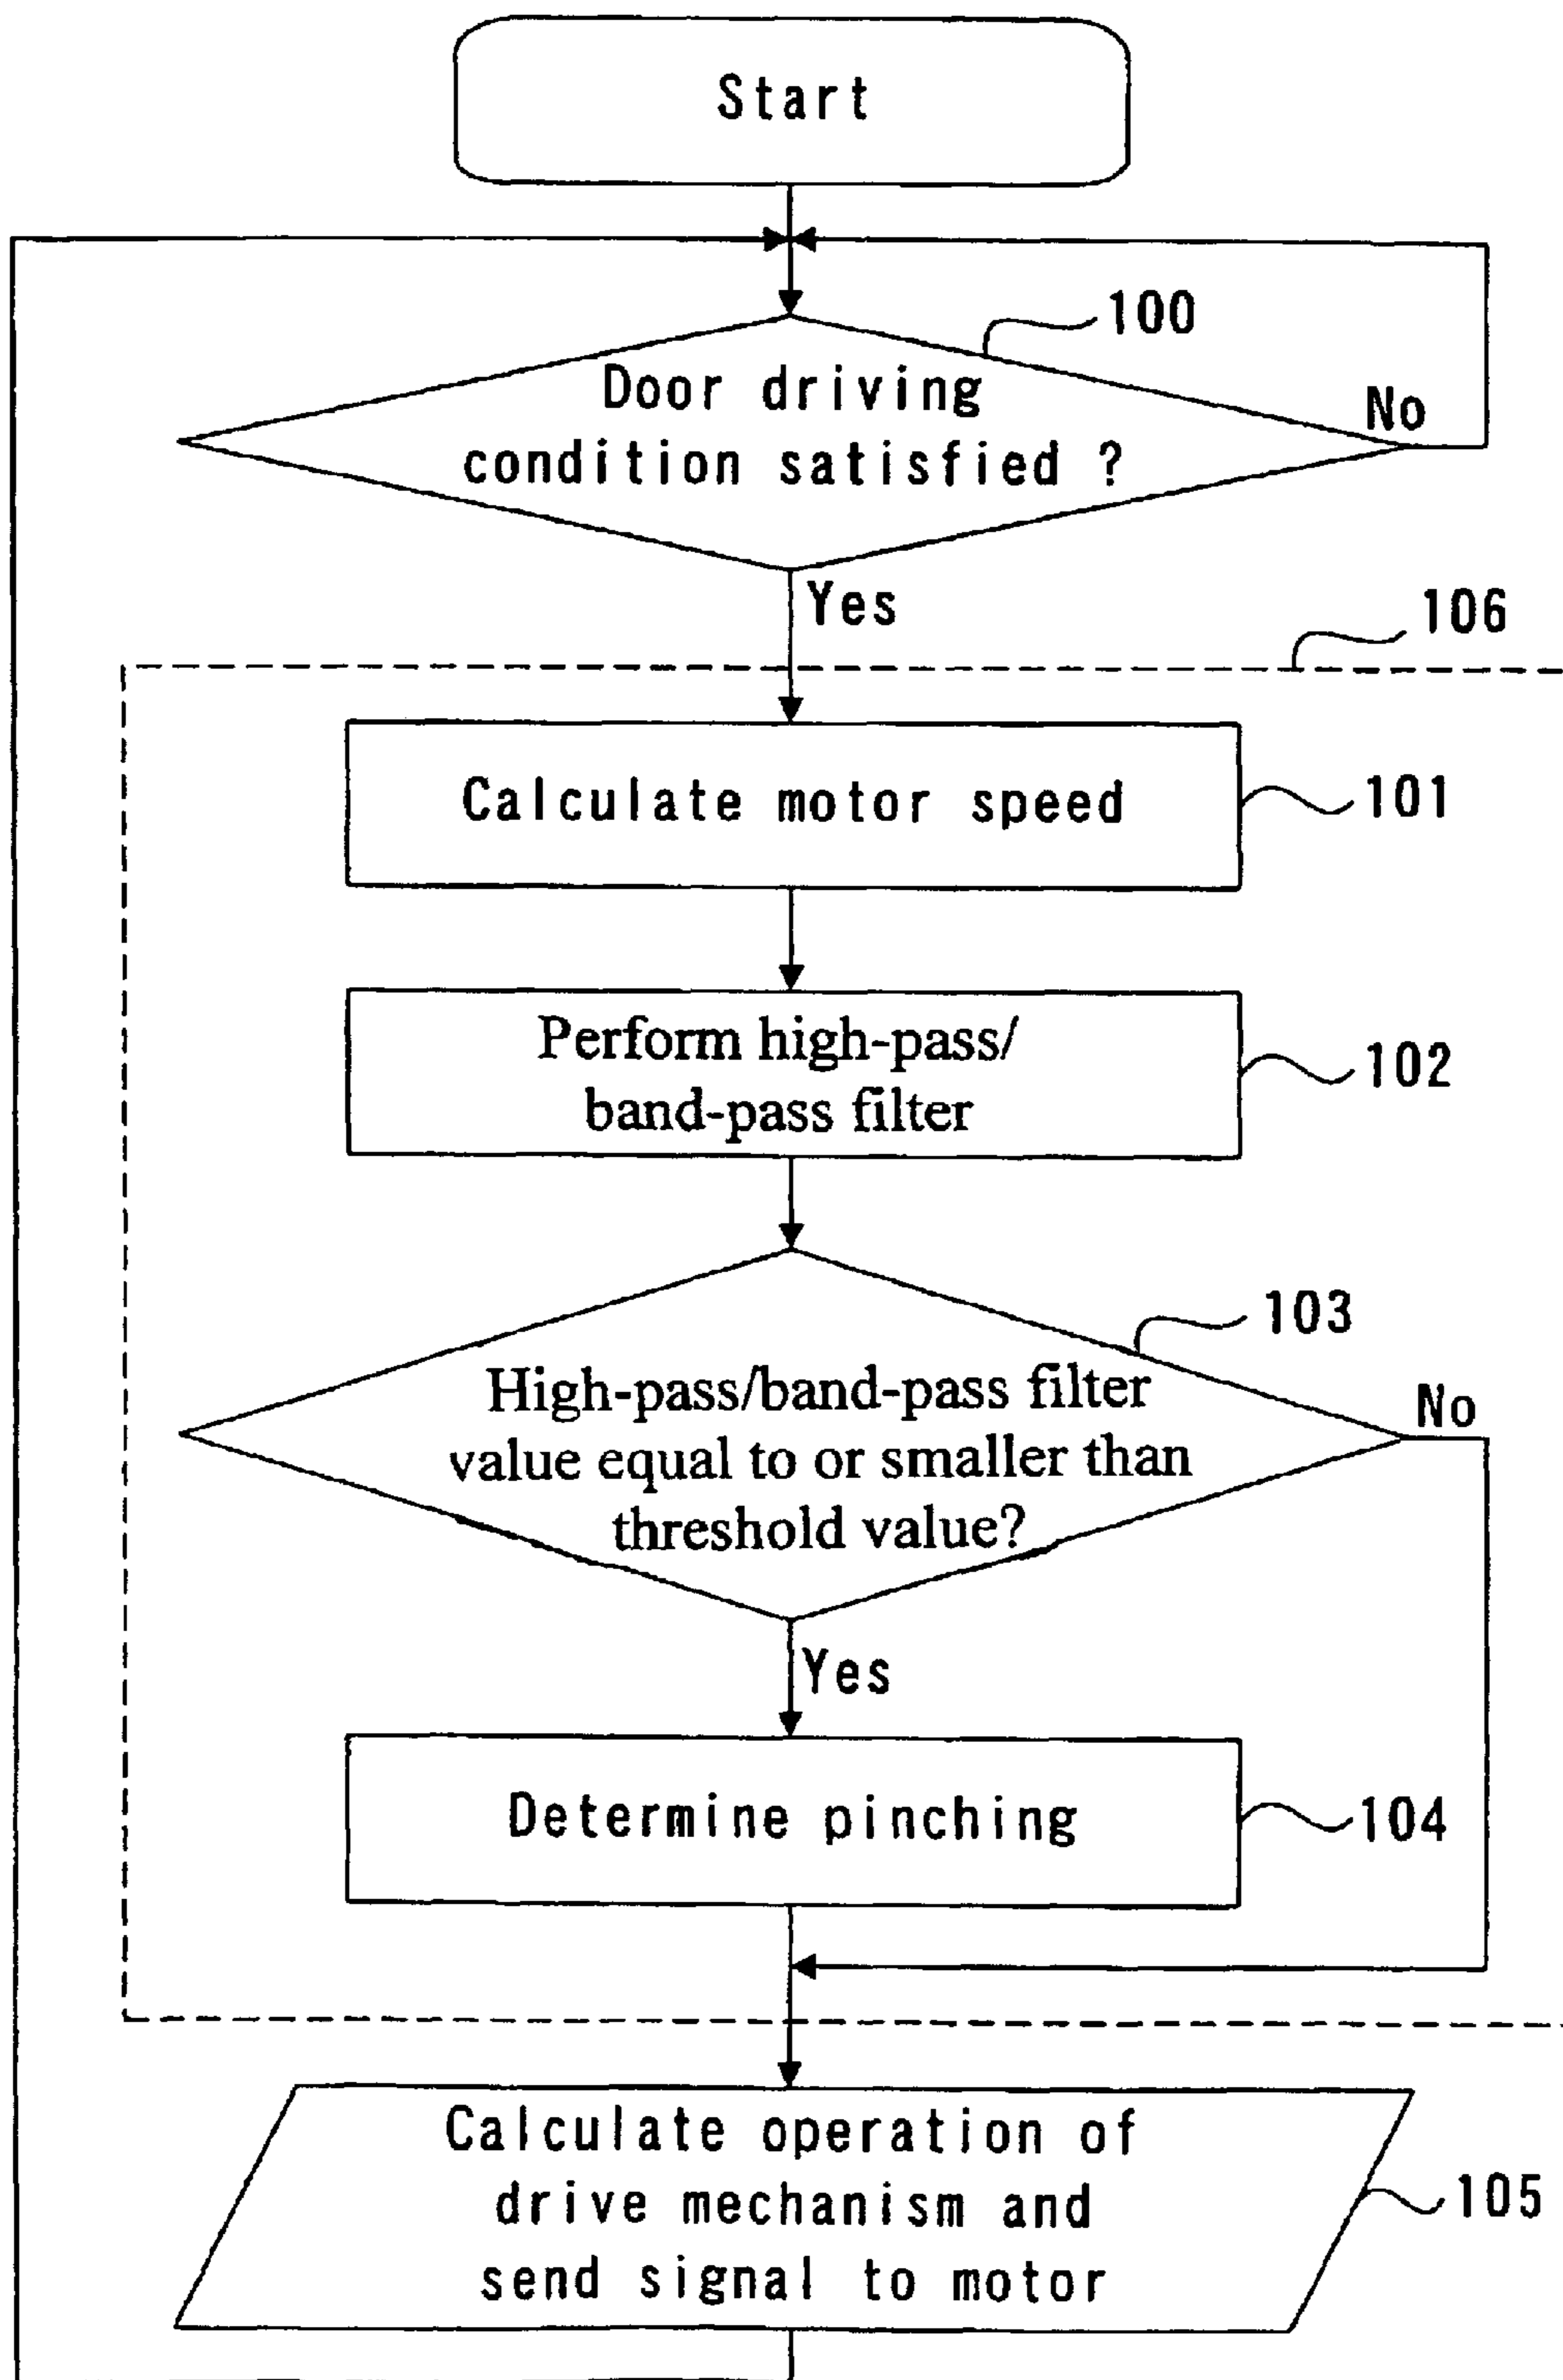 Start
100
Door driving
condition satisfied ?
No
Yes
106
Calculate motor speed
101
Perform high-pass/
band-pass filter
102
103
High-pass/band-pass filter
value equal to or smaller than
threshold value?
No
Yes
Determine pinching
104
Calculate operation of
drive mechanism and
send signal to motor
105